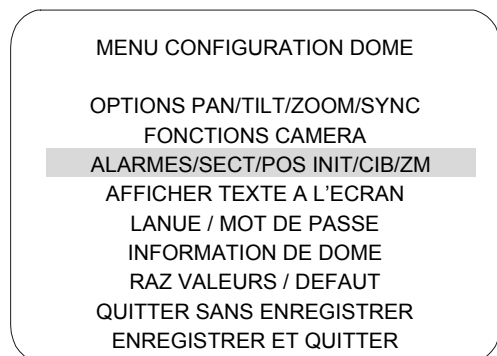 MENU CONFIGURATION DOME
OPTIONS PAN/TILT/ZOOM/SYNC
FONCTIONS CAMERA
ALARMES/SECT/POS INIT/CIB/ZM
AFFICHER TEXTE A L'ECRAN
LANUE / MOT DE PASSE
INFORMATION DE DOME
RAZ VALEURS / DEFAUT
QUITTER SANS ENREGISTRER
ENREGISTRER ET QUITTER